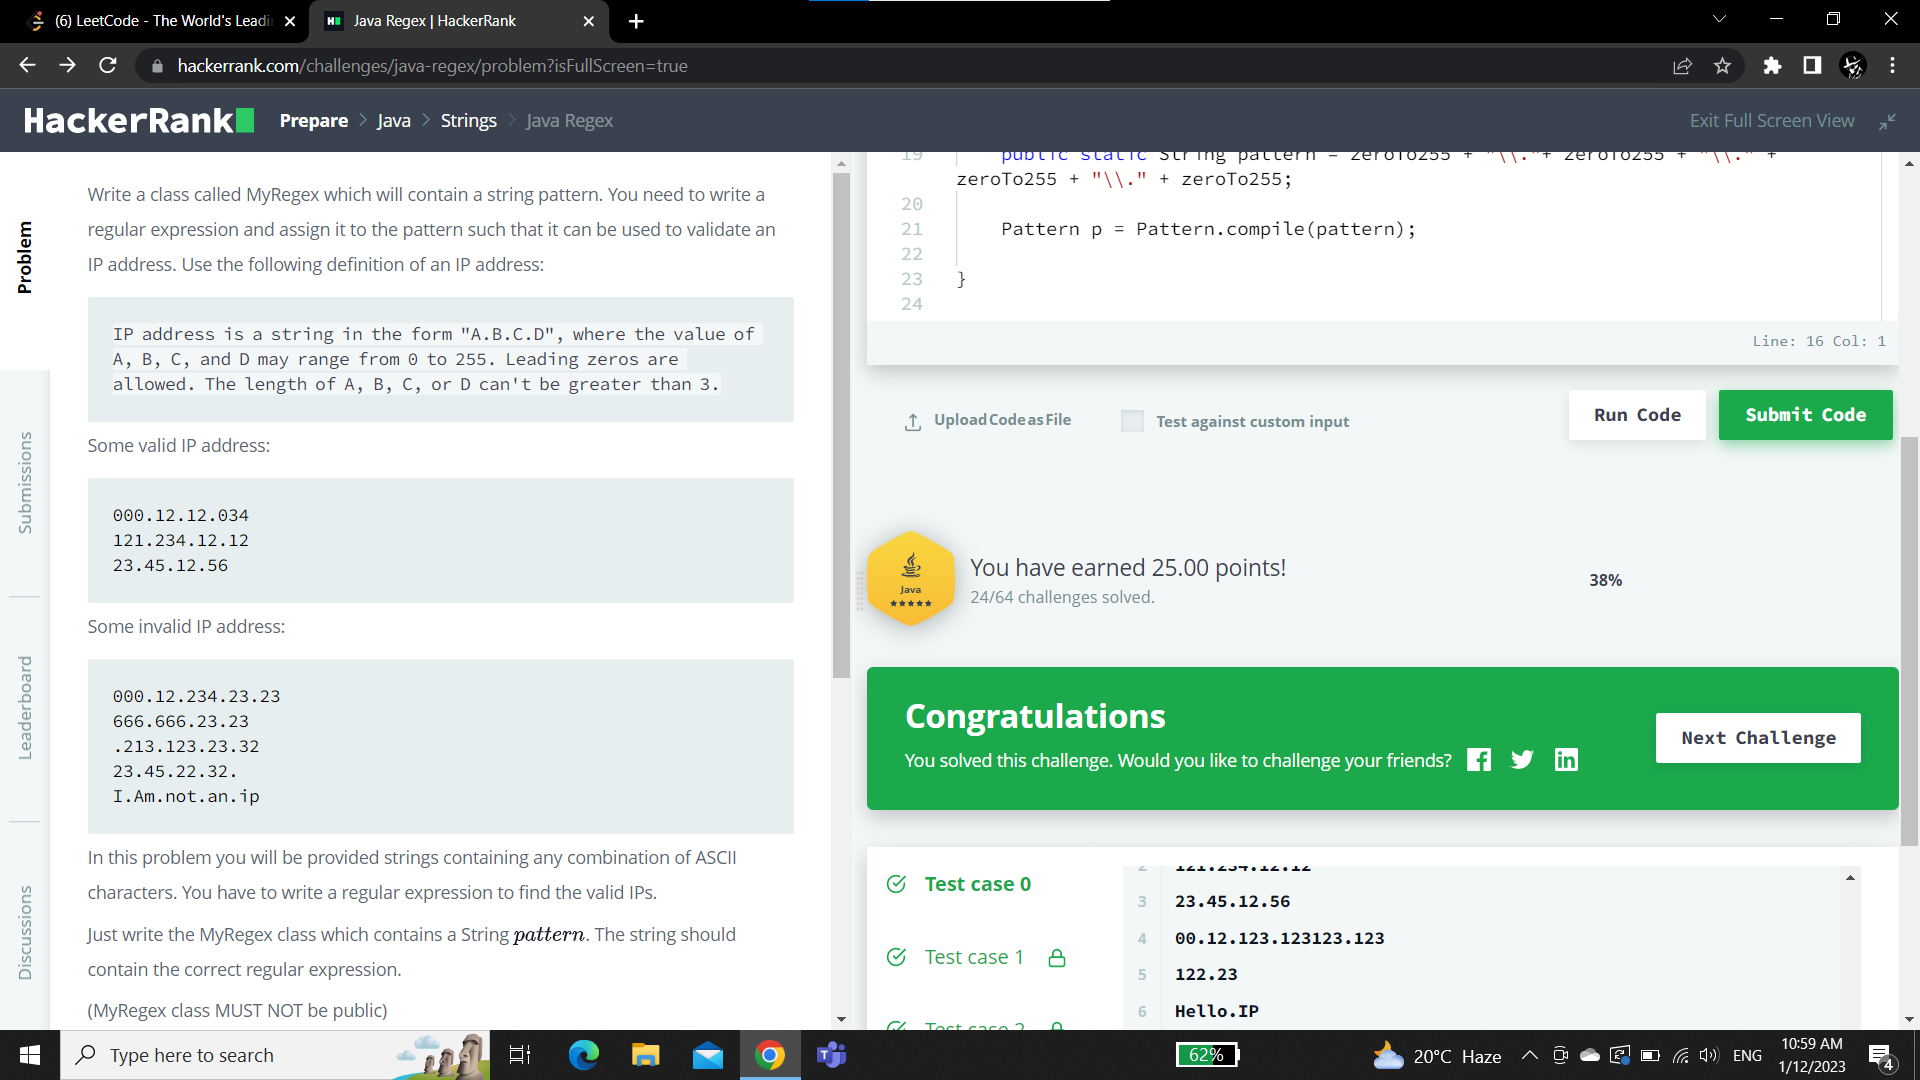 (6) LeetCode - The World's Leadi
Java Regex | HackerRank
hackerrank.com/challenges/java-regex/problem?isFullScreen=true
HackerRank
Prepare > Java > Strings > Java Regex
Exit Full Screen View
Problem
Submissions
Leaderboard
Discussions
Write a class called MyRegex which will contain a string pattern. You need to write a
regular expression and assign it to the pattern such that it can be used to validate an
IP address. Use the following definition of an IP address:
IP address is a string in the form "A.B.C.D", where the value of
A, B, C, and D may range from 0 to 255. Leading zeros are
allowed. The length of A, B, C, or D can't be greater than 3.
Some valid IP address:
000.12.12.034
121.234.12.12
23.45.12.56
Some invalid IP address:
000.12.234.23.23
666.666.23.23
.213.123.23.32
23.45.22.32.
I.Am.not.an.ip
In this problem you will be provided strings containing any combination of ASCII
characters. You have to write a regular expression to find the valid IPs.
Just write the MyRegex class which contains a String pattern. The string should
contain the correct regular expression.
(MyRegex class MUST NOT be public)
19 public static String pattern = zeroTo255 + "\\."+ zeroTo255 + "\\." +
zeroTo255 + "\\." + zeroTo255;
20
21 Pattern p = Pattern.compile(pattern);
22
23 }
24
Line: 16 Col: 1
Upload Code as File
Test against custom input
Run Code
Submit Code
Java
You have earned 25.00 points!
24/64 challenges solved.
38%
Congratulations
You solved this challenge. Would you like to challenge your friends?
Next Challenge
Test case 0
Test case 1
Test case 2
2 121.234.12.12
3 23.45.12.56
4 00.12.123.123123.123
5 122.23
6 Hello.IP
Type here to search
62%
20°C Haze
ENG
10:59 AM
1/12/2023
4